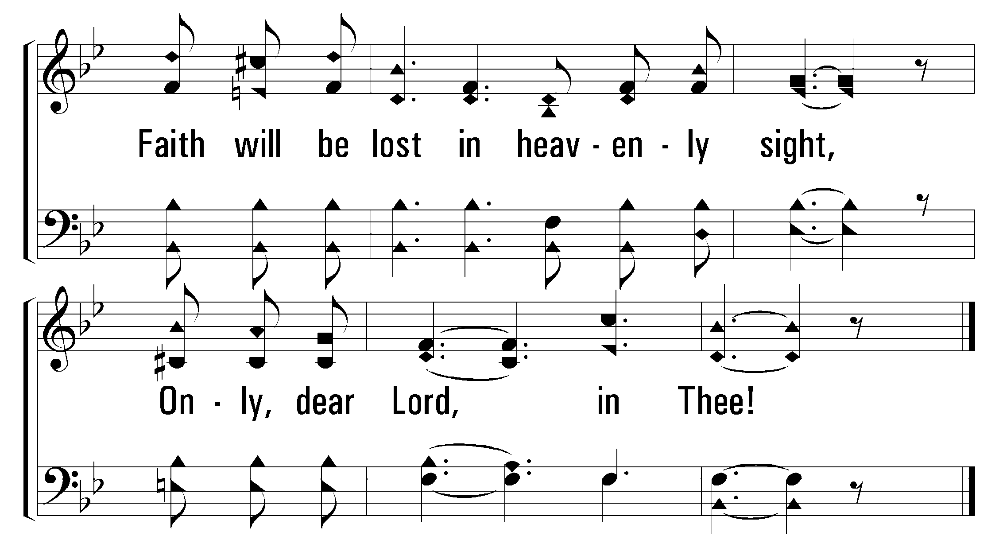 Faith will be lost in heav - en - ly sight,
On - ly, dear Lord, in Thee!